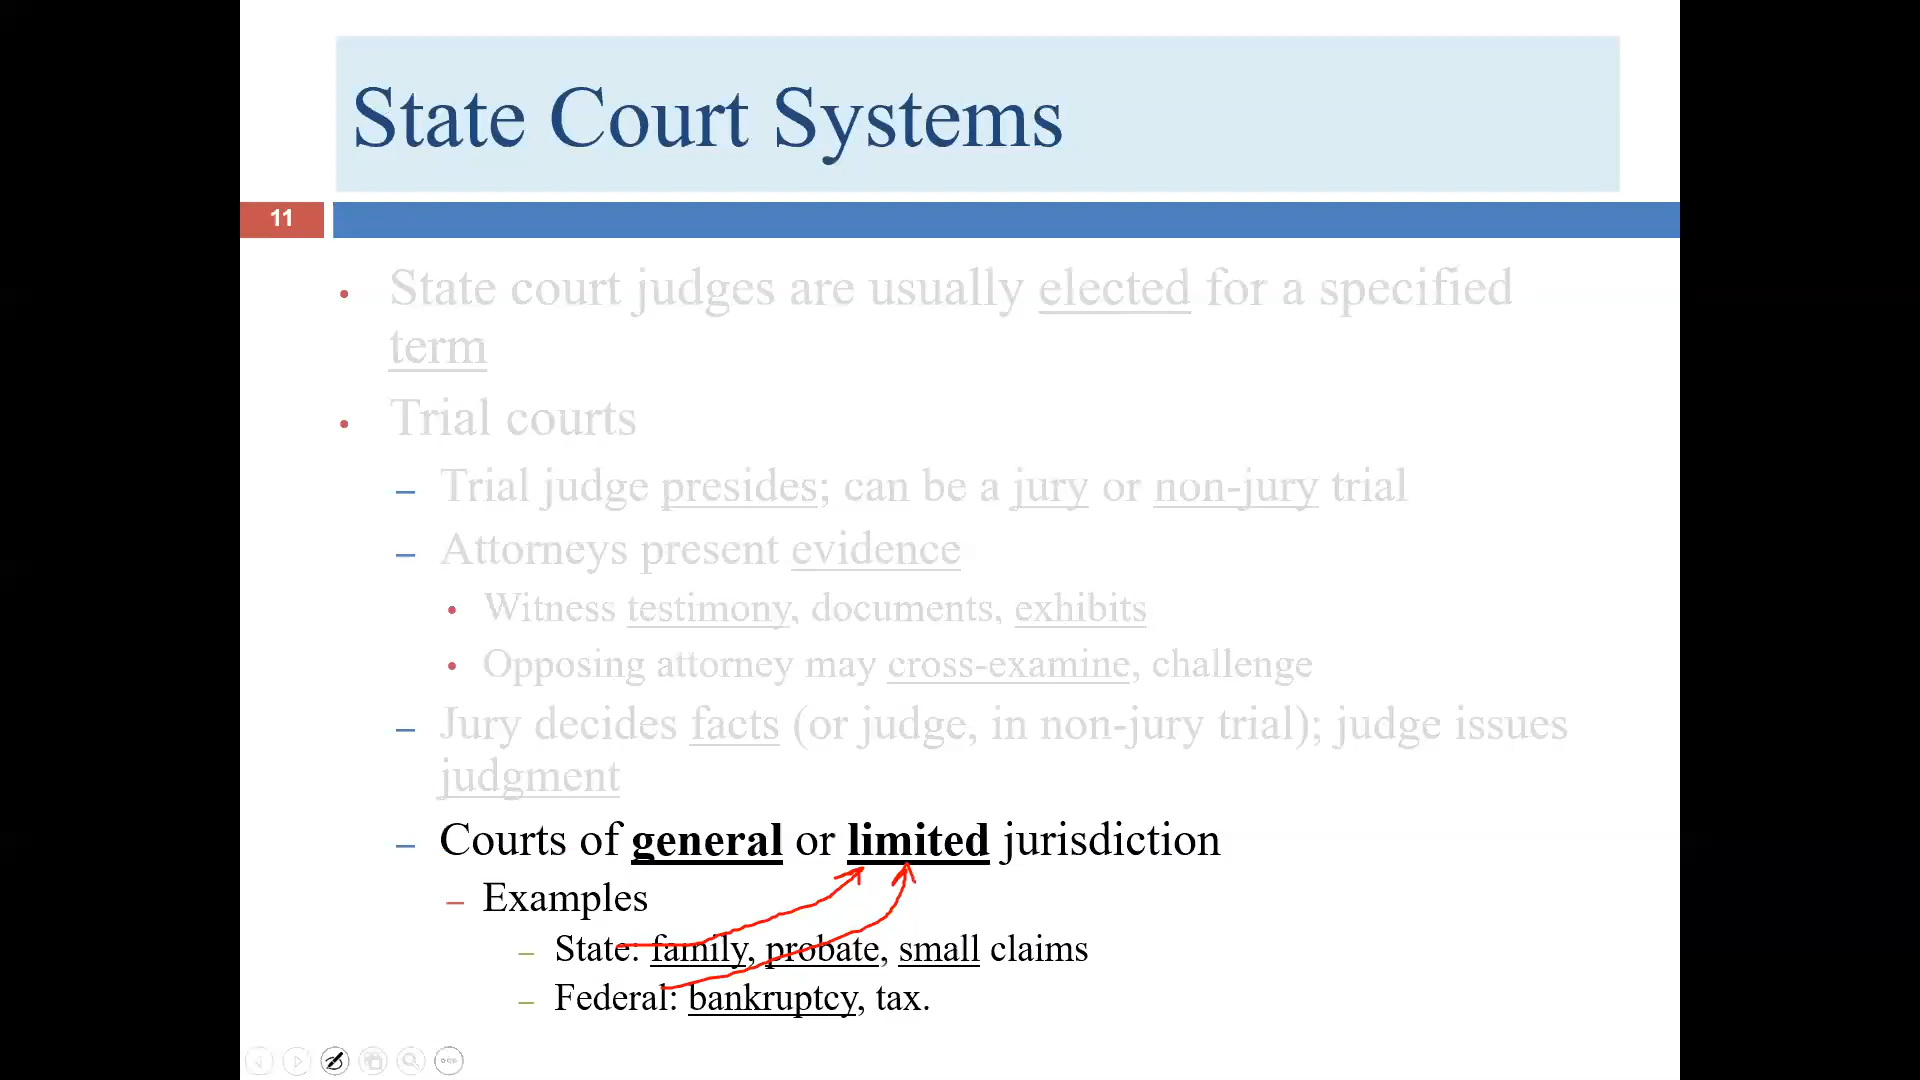 State Court Systems
11
State court judges are usually elected for a specified
term
Trial courts
Trial judge presides; can be a jury or non-jury trial
Attorneys present evidence
Witness testimony, documents, exhibits
Opposing attorney may cross-examine, challenge
Jury decides facts (or judge, in non-jury trial); judge issues
judgment
Courts of general or limited jurisdiction
Examples
State: family, probate, small claims
Federal: bankruptcy, tax.